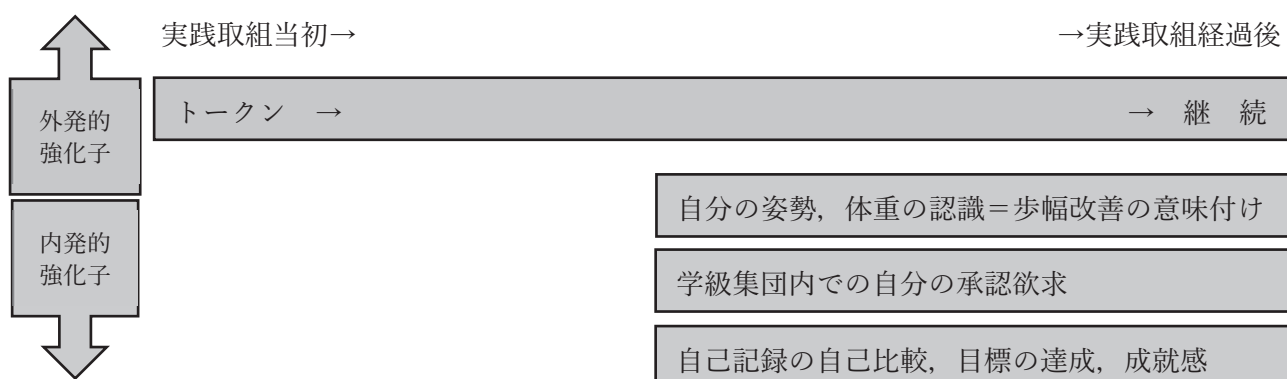 実践取組当初→ →実践取組経過後
外発的
強化子
トークン → → 継 続
自分の姿勢，体重の認識＝歩幅改善の意味付け
内発的
強化子
学級集団内での自分の承認欲求
自己記録の自己比較，目標の達成，成就感